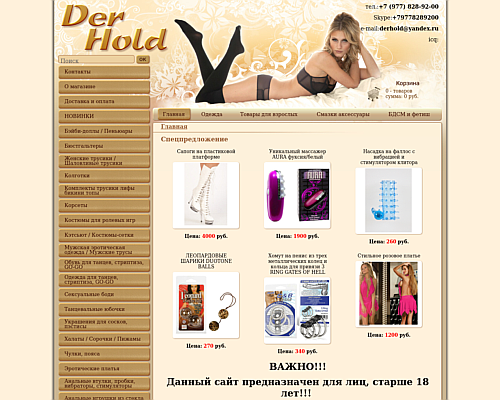 Der
Hold
тел.:+7 (977) 828-92-00
Skype:+79778289200
e-mail:derhold@yandex.ru
icq:
Корзина
0 - товаров
сумма: 0 руб.
Поиск
OK
Главная
Одежда
Товары для взрослых
Смазки аксессуары
БДСМ и фетиш
Контакты
О магазине
Доставка и оплата
НОВИНКИ
Бэйби-доллы / Пеньюары
Бюстгальтеры
Женские трусики /
Шаловливые трусики
Колготки
Комплекты трусики лифы
бикини топы
Корсеты
Костюмы для ролевых игр
Кэтсьют / Костюмы-сетки
Мужская эротическая
одежда / Мужские трусы
Обувь для танцев, стриптиза,
GO-GO
Одежда для танцев,
стриптиза, GO-GO
Сексуальные боди
Танцевальные юбочки
Украшения для сосков,
пэстисы
Халаты / Сорочки / Пижамы
Чулки, пояса
Эротические платья
Анальные втулки, пробки,
вибраторы, стимуляторы
Анальные игрушки из стекла
Главная
Спецпредложение
Сапоги на пластиковой
платформе
Цена: 4000 руб.
Уникальный массажер
AURA фуксия/белый
Цена: 1900 руб.
Насадка на фаллос с
вибрацией и
стимулятором клитора
Цена: 260 руб.
ЛЕОПАРДОВЫЕ
ШАРИКИ DUOTONE
BALLS
Цена: 270 руб.
Хомут на пенис из трех
металлических колец и
кольца для привязи 3
RING GATES OF HELL
Цена: 340 руб.
Стильное розовое платье
Цена: 1200 руб.
ВАЖНО!!!
Данный сайт предназначен для лиц, старше 18
лет!!!